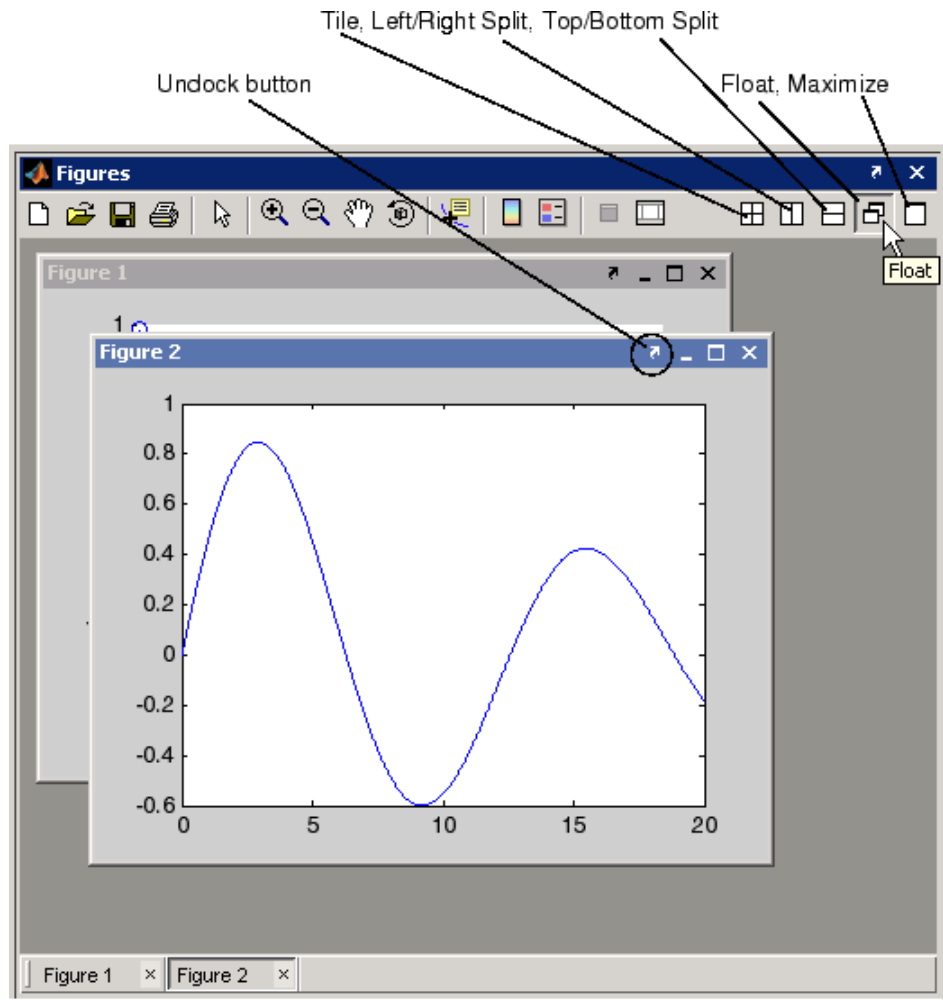 Tile, Left/Right Split, Top/Bottom Split
Undock button
Float, Maximize
Figures
Float
Figure 1
1
Figure 2
1
0.8
0.6
0.4
0.2
0
-0.2
-0.4
-0.6
0 5 10 15 20
Figure 1 Figure 2